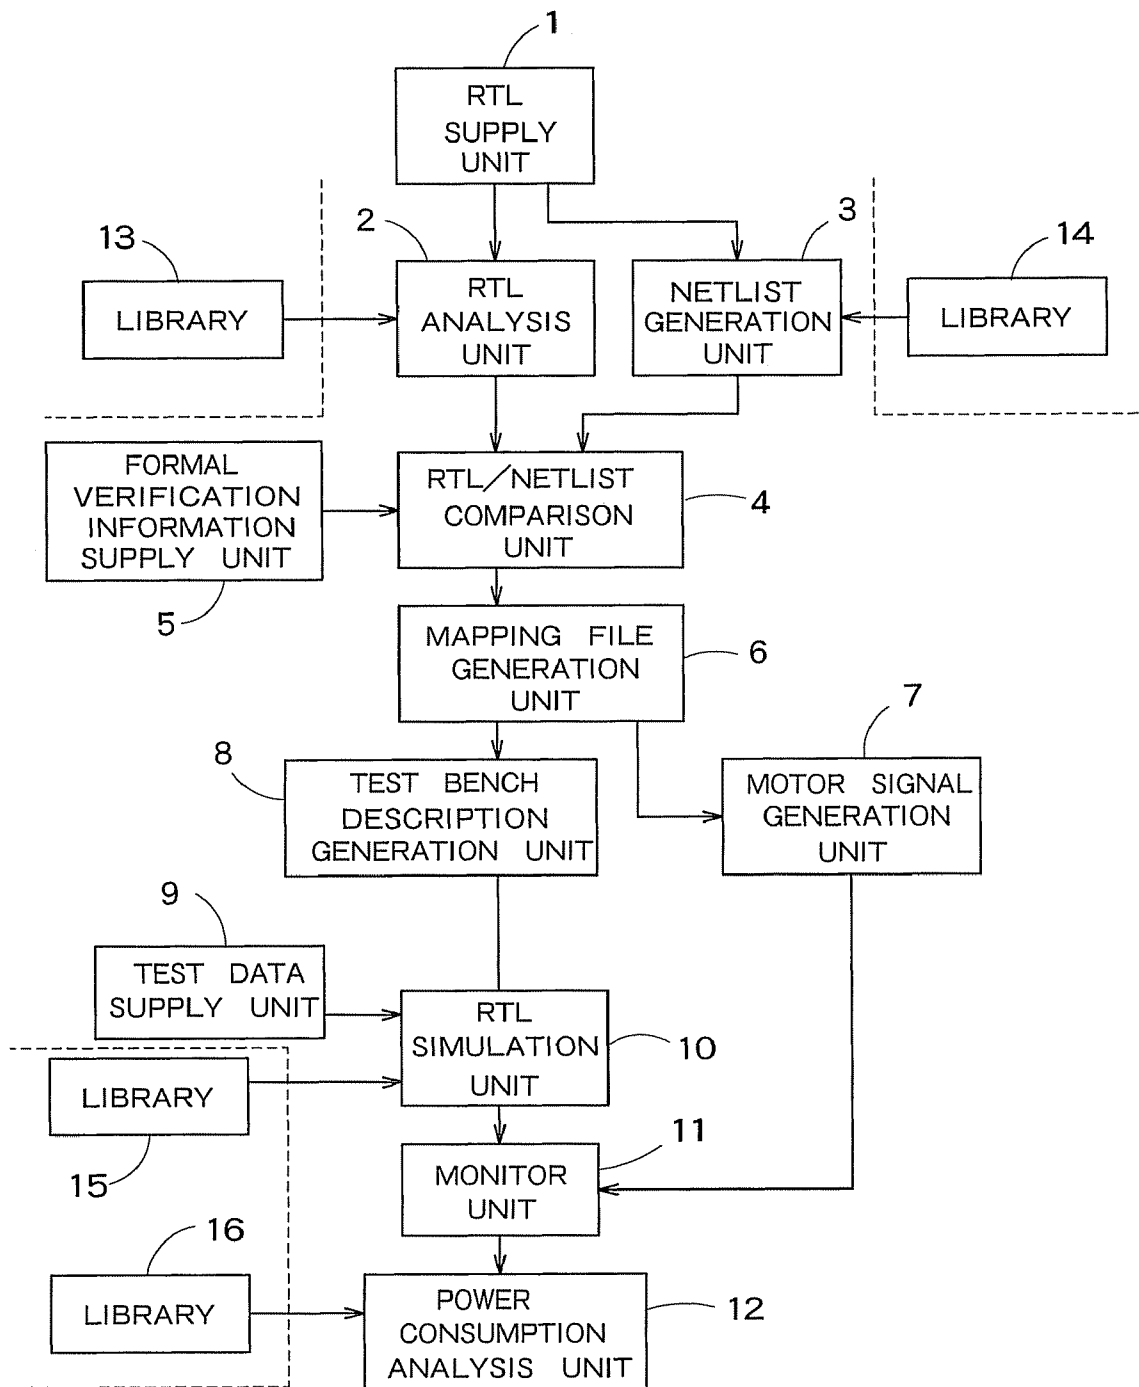 1
RTL
SUPPLY
UNIT
2
3
13
14
LIBRARY
RTL
ANALYSIS
UNIT
NETLIST
GENERATION
UNIT
LIBRARY
FORMAL
VERIFICATION
INFORMATION
SUPPLY UNIT
5
RTL/NETLIST
COMPARISON
UNIT
4
MAPPING FILE
GENERATION
UNIT
6
7
8
TEST BENCH
DESCRIPTION
GENERATION UNIT
MOTOR SIGNAL
GENERATION
UNIT
9
TEST DATA
SUPPLY UNIT
RTL
SIMULATION
UNIT
10
LIBRARY
15
11
MONITOR
UNIT
16
LIBRARY
POWER
CONSUMPTION
ANALYSIS UNIT
12